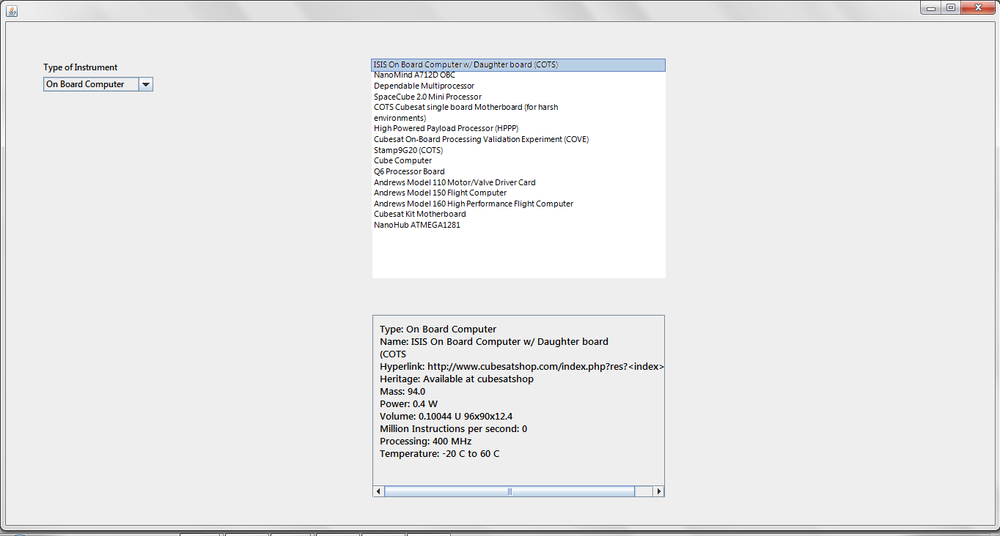 Type of Instrument
On Board Computer
ISIS On Board Computer w/ Daughter board (COTS)
NanoMind A712D OBC
Dependable Multiprocessor
SpaceCube 2.0 Mini Processor
COTS Cubesat single board Motherboard (for harsh
environments)
High Powered Payload Processor (HPPP)
Cubesat On-Board Processing Validation Experiment (COVE)
Stamp9G20 (COTS)
Cube Computer
Q6 Processor Board
Andrews Model 110 Motor/Valve Driver Card
Andrews Model 150 Flight Computer
Andrews Model 160 High Performance Flight Computer
Cubesat Kit Motherboard
NanoHub ATMEGA1281
Type: On Board Computer
Name: ISIS On Board Computer w/ Daughter board
(COTS
Hyperlink: http://www.cubesatshop.com/index.php?res?<index>
Heritage: Available at cubesatshop
Mass: 94.0
Power: 0.4 W
Volume: 0.10044 U 96x90x12.4
Million Instructions per second: 0
Processing: 400 MHz
Temperature: -20 C to 60 C